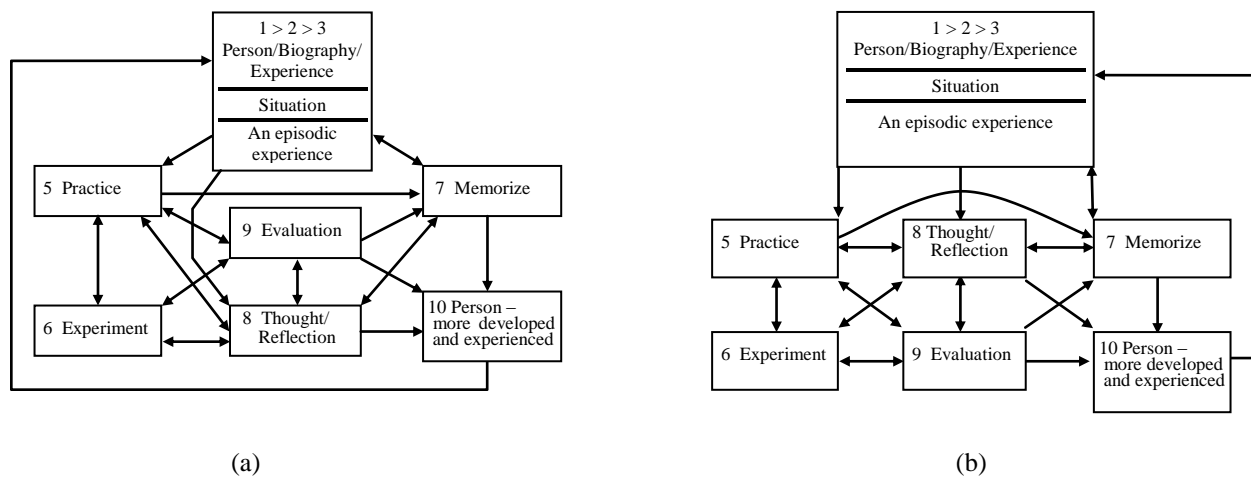 1 > 2 > 3
Person/Biography/
Experience
Situation
An episodic
experience
5 Practice
7 Memorize
9 Evaluation
6 Experiment
8 Thought/
Reflection
10 Person –
more developed
and experienced
(a)
1 > 2 > 3
Person/Biography/Experience
Situation
An episodic experience
5 Practice
8 Thought/
Reflection
7 Memorize
6 Experiment
9 Evaluation
10 Person –
more developed
and experienced
(b)